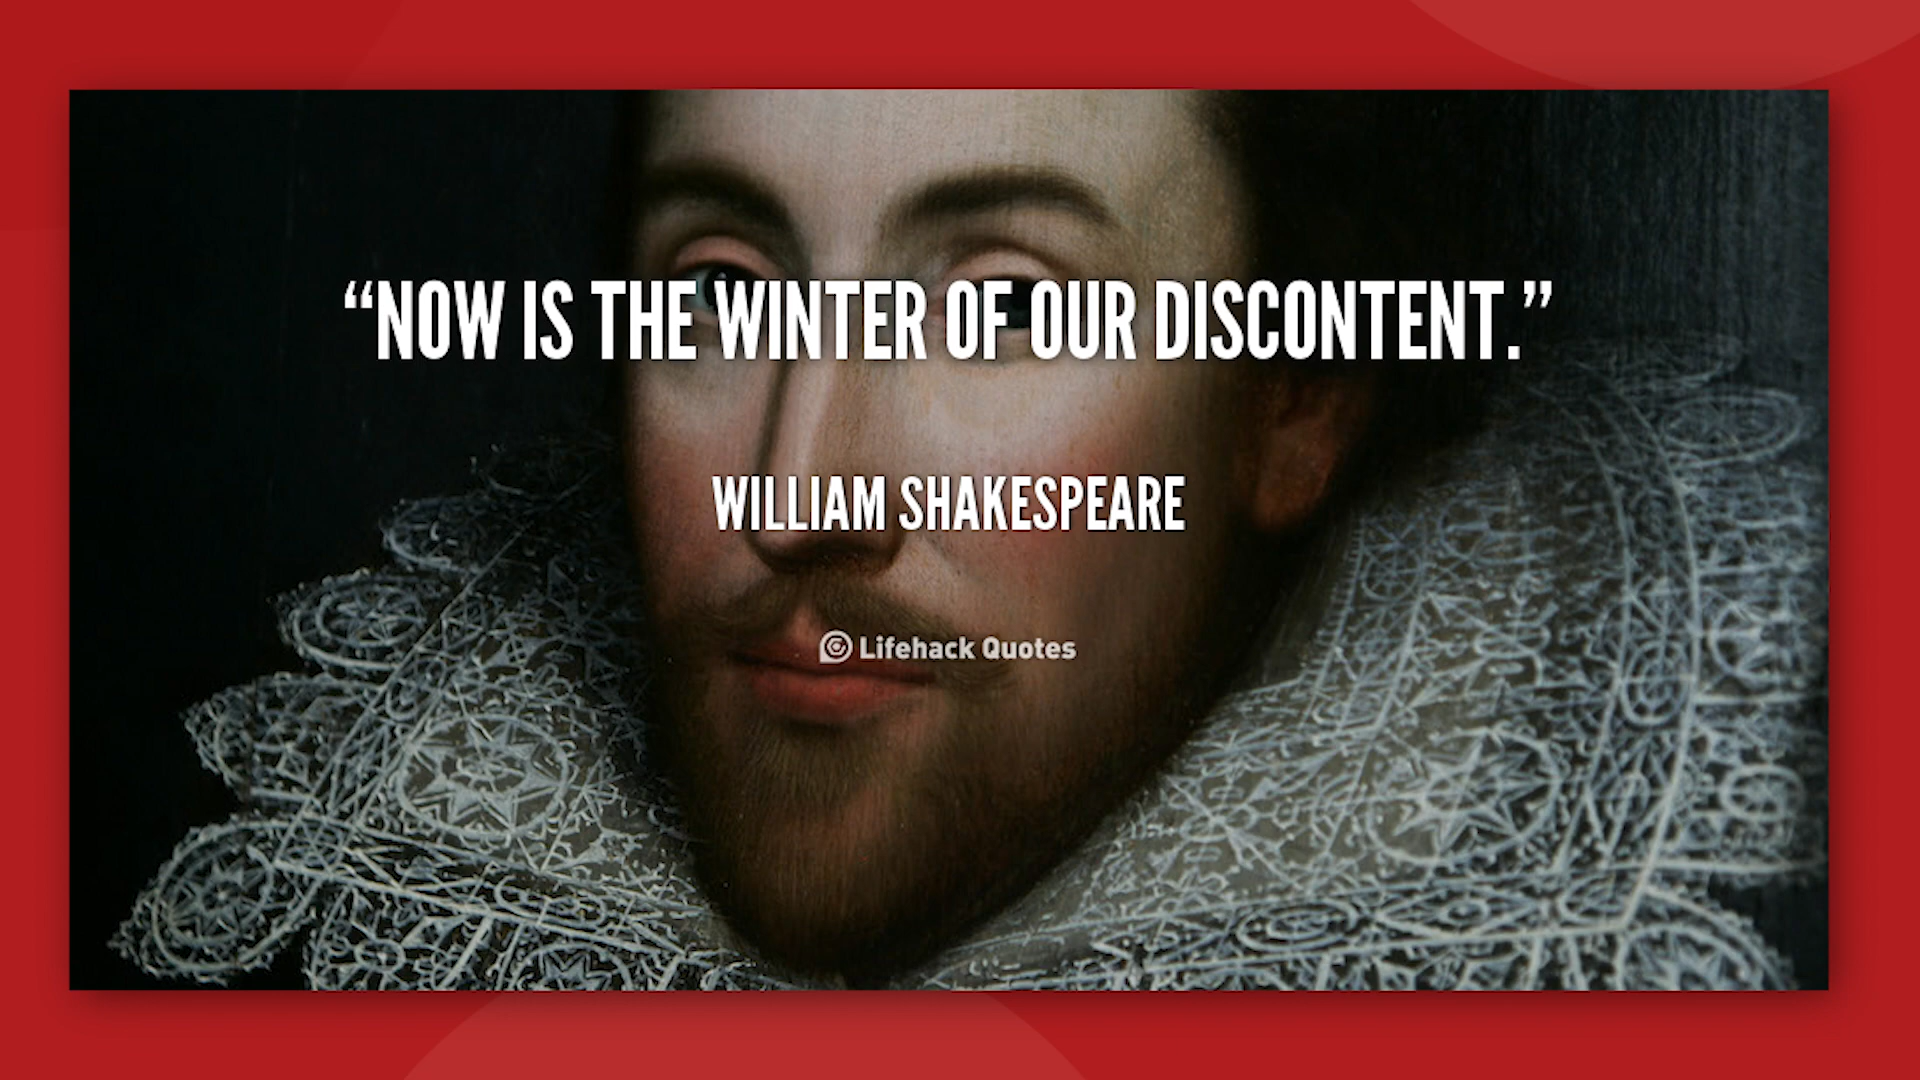 “NOW IS THE WINTER OF OUR DISCONTENT.”
WILLIAM SHAKESPEARE
Lifehack Quotes